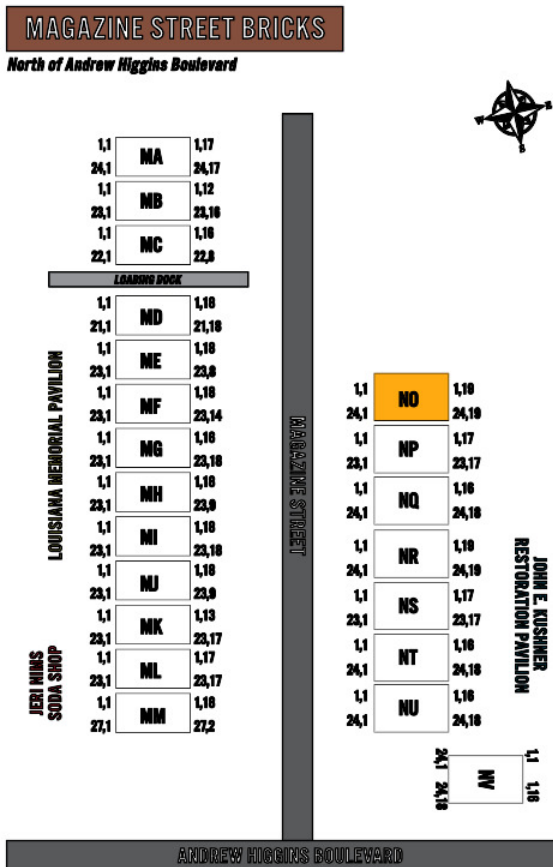 MAGAZINE STREET BRICKS
North of Andrew Higgins Boulevard
N
W
E
S
1,1 MA 1,17
24,1 24,17
1,1 MB 1,12
23,1 23,16
1,1 MC 1,16
22,1 22,8
LOADING DOCK
1,1 MD 1,18
21,1 21,18
1,1 ME 1,18
23,1 23,8
1,1 MF 1,18
23,1 23,14
1,1 MG 1,16
23,1 23,18
1,1 MH 1,18
23,1 23,9
1,1 MI 1,18
23,1 23,18
1,1 MJ 1,18
23,1 23,9
1,1 MK 1,13
23,1 23,17
1,1 ML 1,17
23,1 23,17
1,1 MM 1,18
27,1 27,2
LOUISIANA MEMORIAL PAVILION
JERI NIMS
SODA SHOP
MAGAZINE STREET
1,1 NO 1,19
24,1 24,19
1,1 NP 1,17
23,1 23,17
1,1 NQ 1,16
24,1 24,18
1,1 NR 1,19
24,1 24,19
1,1 NS 1,17
23,1 23,17
1,1 NT 1,16
24,1 24,18
1,1 NU 1,16
24,1 24,18
JOHN E. KUSHNER
RESTORATION PAVILION
24,1 1,1
NV
24,18 1,16
ANDREW HIGGINS BOULEVARD